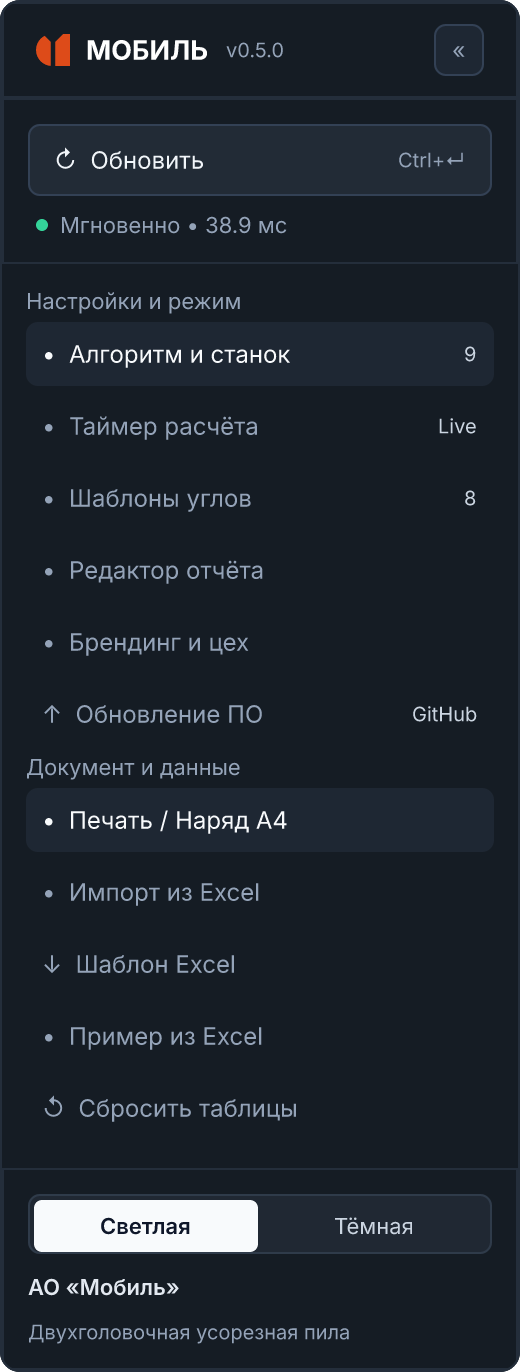 МОБИЛЬ v0.5.0 «
↻ Обновить Ctrl+↵
• Мгновенно • 38.9 мс
Настройки и режим
• Алгоритм и станок 9
• Таймер расчёта Live
• Шаблоны углов 8
• Редактор отчёта
• Брендинг и цех
↑ Обновление ПО GitHub
Документ и данные
• Печать / Наряд А4
• Импорт из Excel
↓ Шаблон Excel
• Пример из Excel
↺ Сбросить таблицы
Светлая Тёмная
АО «Мобиль»
Двухголовочная усорезная пила